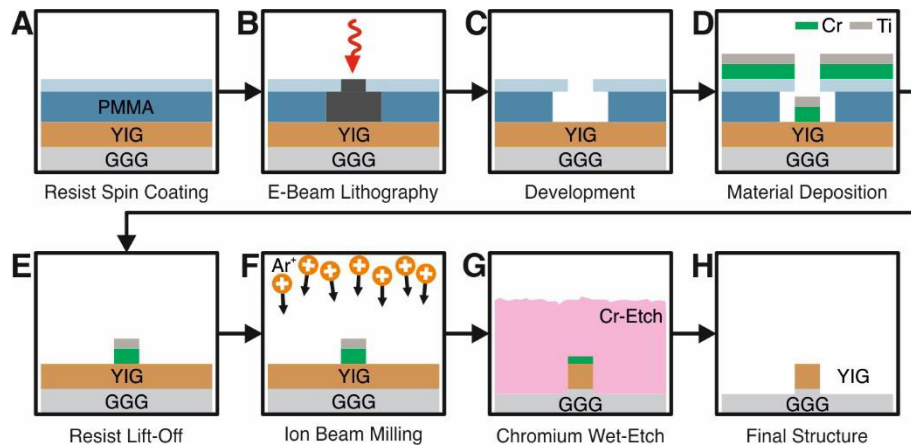 A
PMMA
YIG
GGG
Resist Spin Coating
B
YIG
GGG
E-Beam Lithography
C
YIG
GGG
Development
D
Cr Ti
YIG
GGG
Material Deposition
E
YIG
GGG
Resist Lift-Off
F
Ar⁺
YIG
GGG
Ion Beam Milling
G
Cr-Etch
GGG
Chromium Wet-Etch
H
YIG
GGG
Final Structure